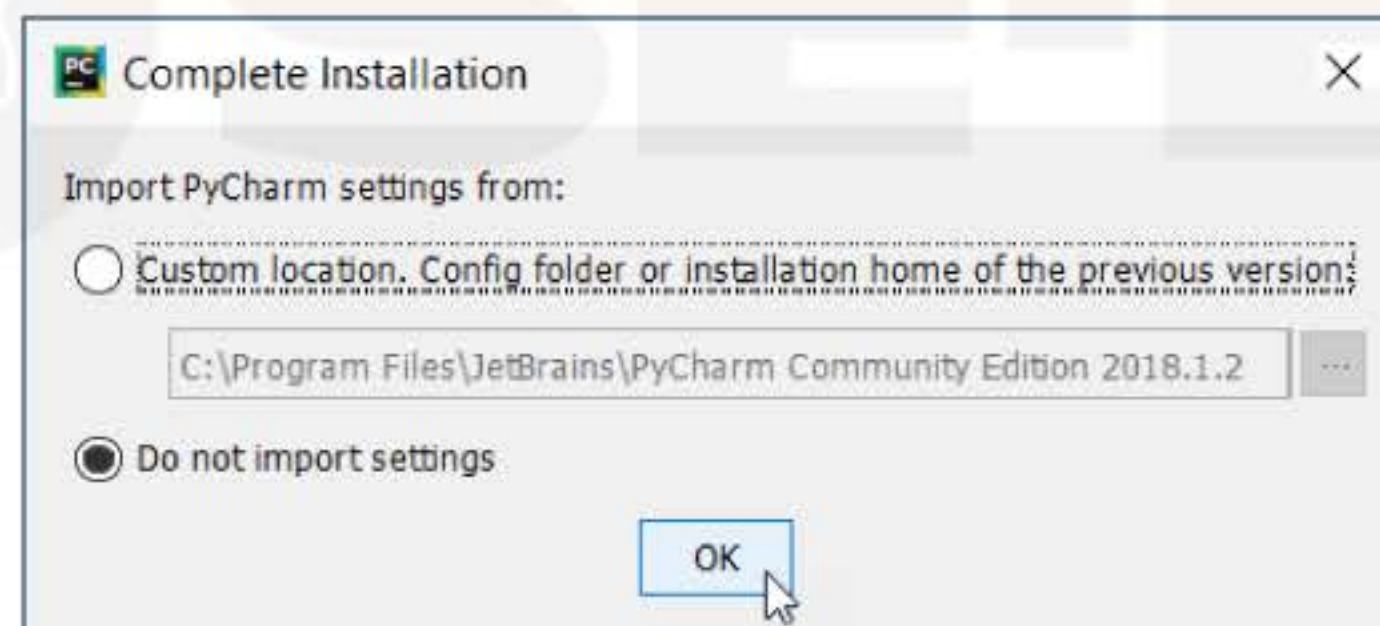 PC Complete Installation
Import PyCharm settings from:
Custom location. Config folder or installation home of the previous version:
C:\Program Files\JetBrains\PyCharm Community Edition 2018.1.2 ...
Do not import settings
OK